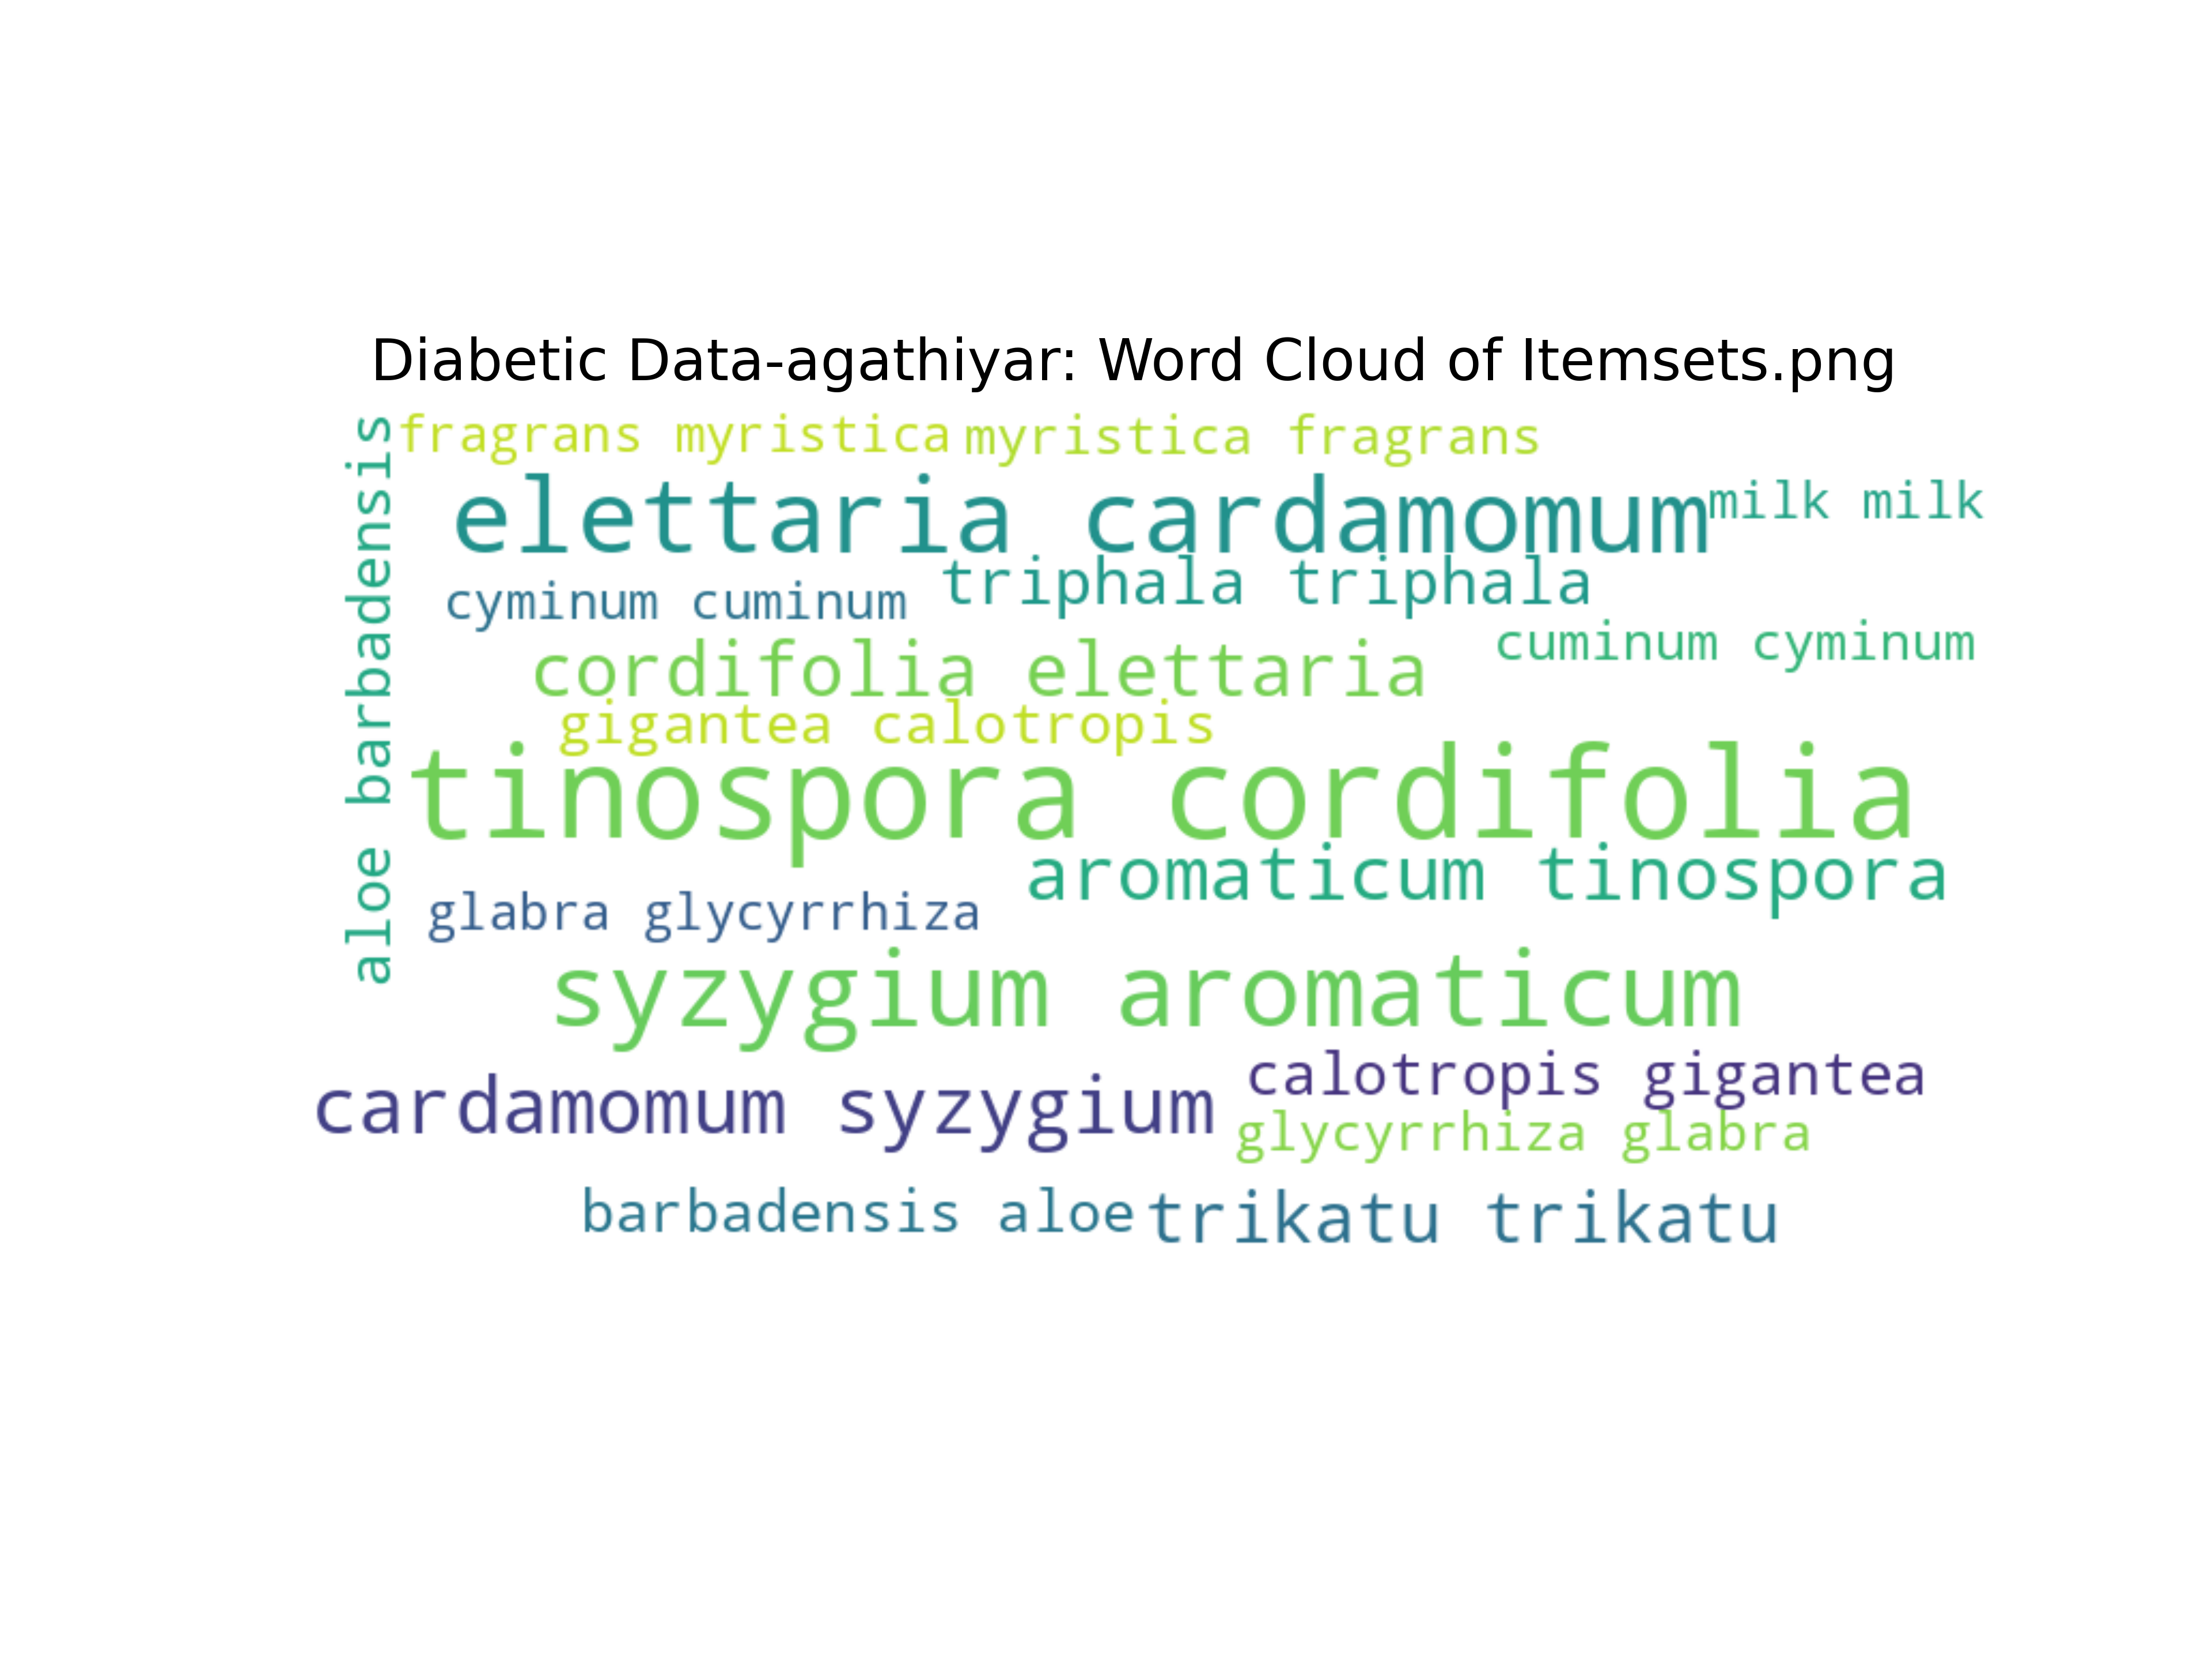 Diabetic Data-agathiyar: Word Cloud of Itemsets.png
fragrans myristica
myristica fragrans
aloe barbadensis
elettaria cardamomum
milk milk
triphala triphala
cyminum cuminum
cuminum cyminum
cordifolia elettaria
gigantea calotropis
tinospora cordifolia
aromaticum tinospora
glabra glycyrrhiza
syzygium aromaticum
calotropis gigantea
cardamomum syzygium
glycyrrhiza glabra
barbadensis aloe
trikatu trikatu